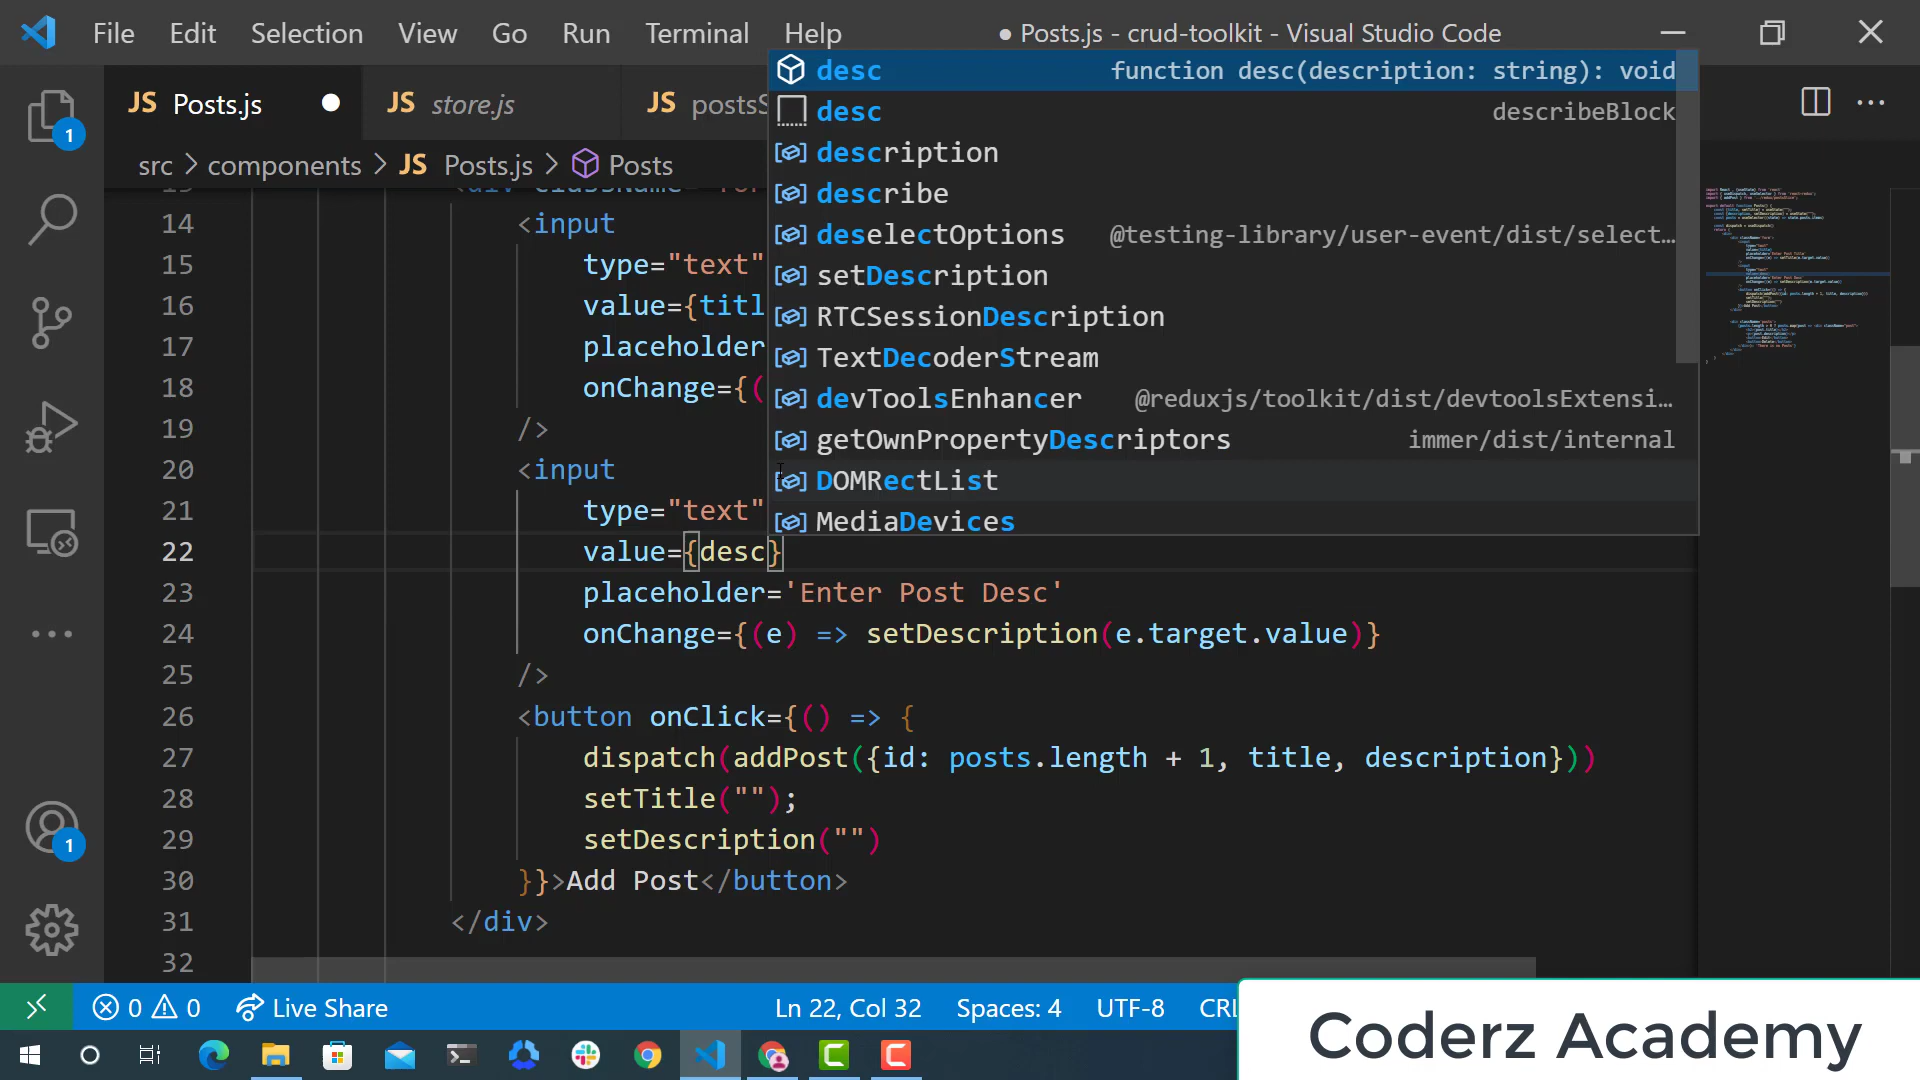 File Edit Selection View Go Run Terminal Help ● Posts.js - crud-toolkit - Visual Studio Code
JS Posts.js ● JS store.js JS postsS
src > components > JS Posts.js > Posts
desc function desc(description: string): void
desc describeBlock
description
describe
deselectOptions @testing-library/user-event/dist/select…
setDescription
RTCSessionDescription
TextDecoderStream
devToolsEnhancer @reduxjs/toolkit/dist/devtoolsExtensi…
getOwnPropertyDescriptors immer/dist/internal
DOMRectList
MediaDevices
14 <input
15 type="text"
16 value={titl
17 placeholder
18 onChange={(
19 />
20 <input
21 type="text"
22 value={desc}
23 placeholder='Enter Post Desc'
24 onChange={(e) => setDescription(e.target.value)}
25 />
26 <button onClick={() => {
27 dispatch(addPost({id: posts.length + 1, title, description}))
28 setTitle("");
29 setDescription("")
30 }}>Add Post</button>
31 </div>
32
1
1
0 0 Live Share Ln 22, Col 32 Spaces: 4 UTF-8 CRL
Coderz Academy